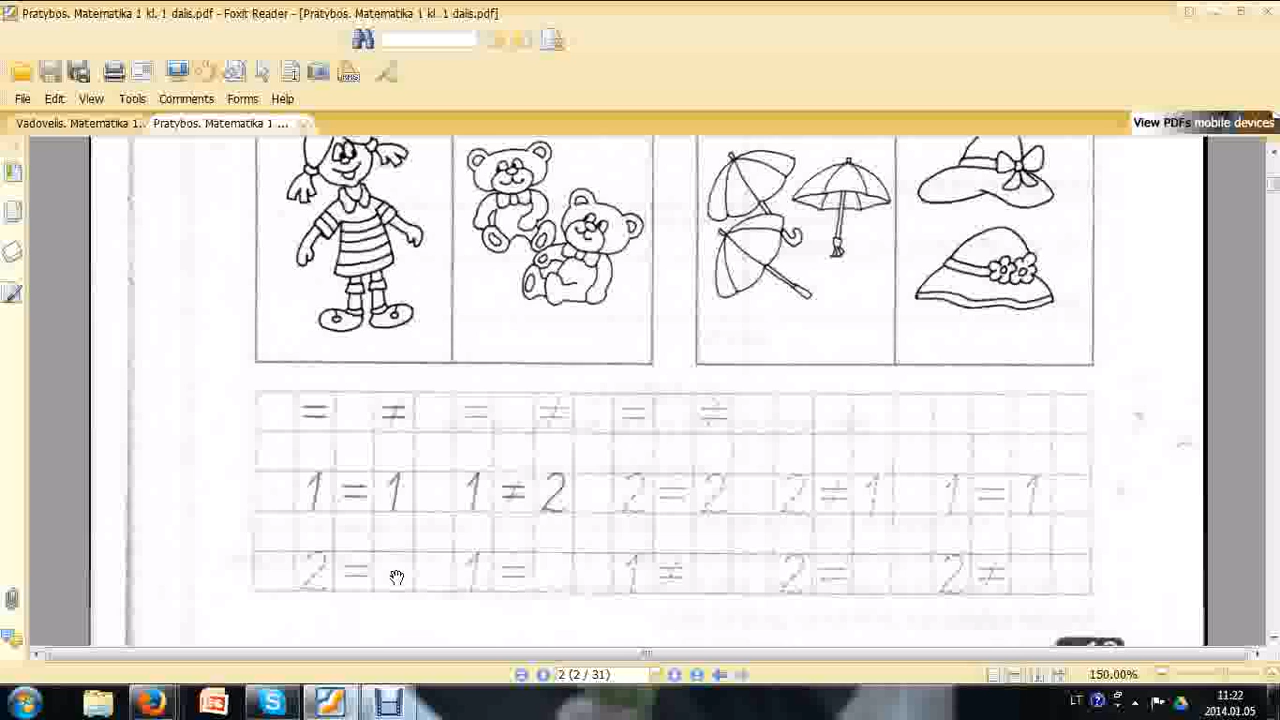 Pratybos. Matematika 1 kl. 1 dalis.pdf - Foxit Reader - [Pratybos. Matematika 1 kl. 1 dalis.pdf]
File Edit View Tools Comments Forms Help
Vadovelis. Matematika 1. Pratybos. Matematika 1 ... View PDFs mobile devices
= ≠ = ≠ = ≠
1 = 1 1 ≠ 2 2 = 2 2 ≠ 1 1 = 1
2 = 1 = 1 ≠ 2 = 2 ≠
2 (2 / 31) 150.00%
LT 11:22
2014.01.05